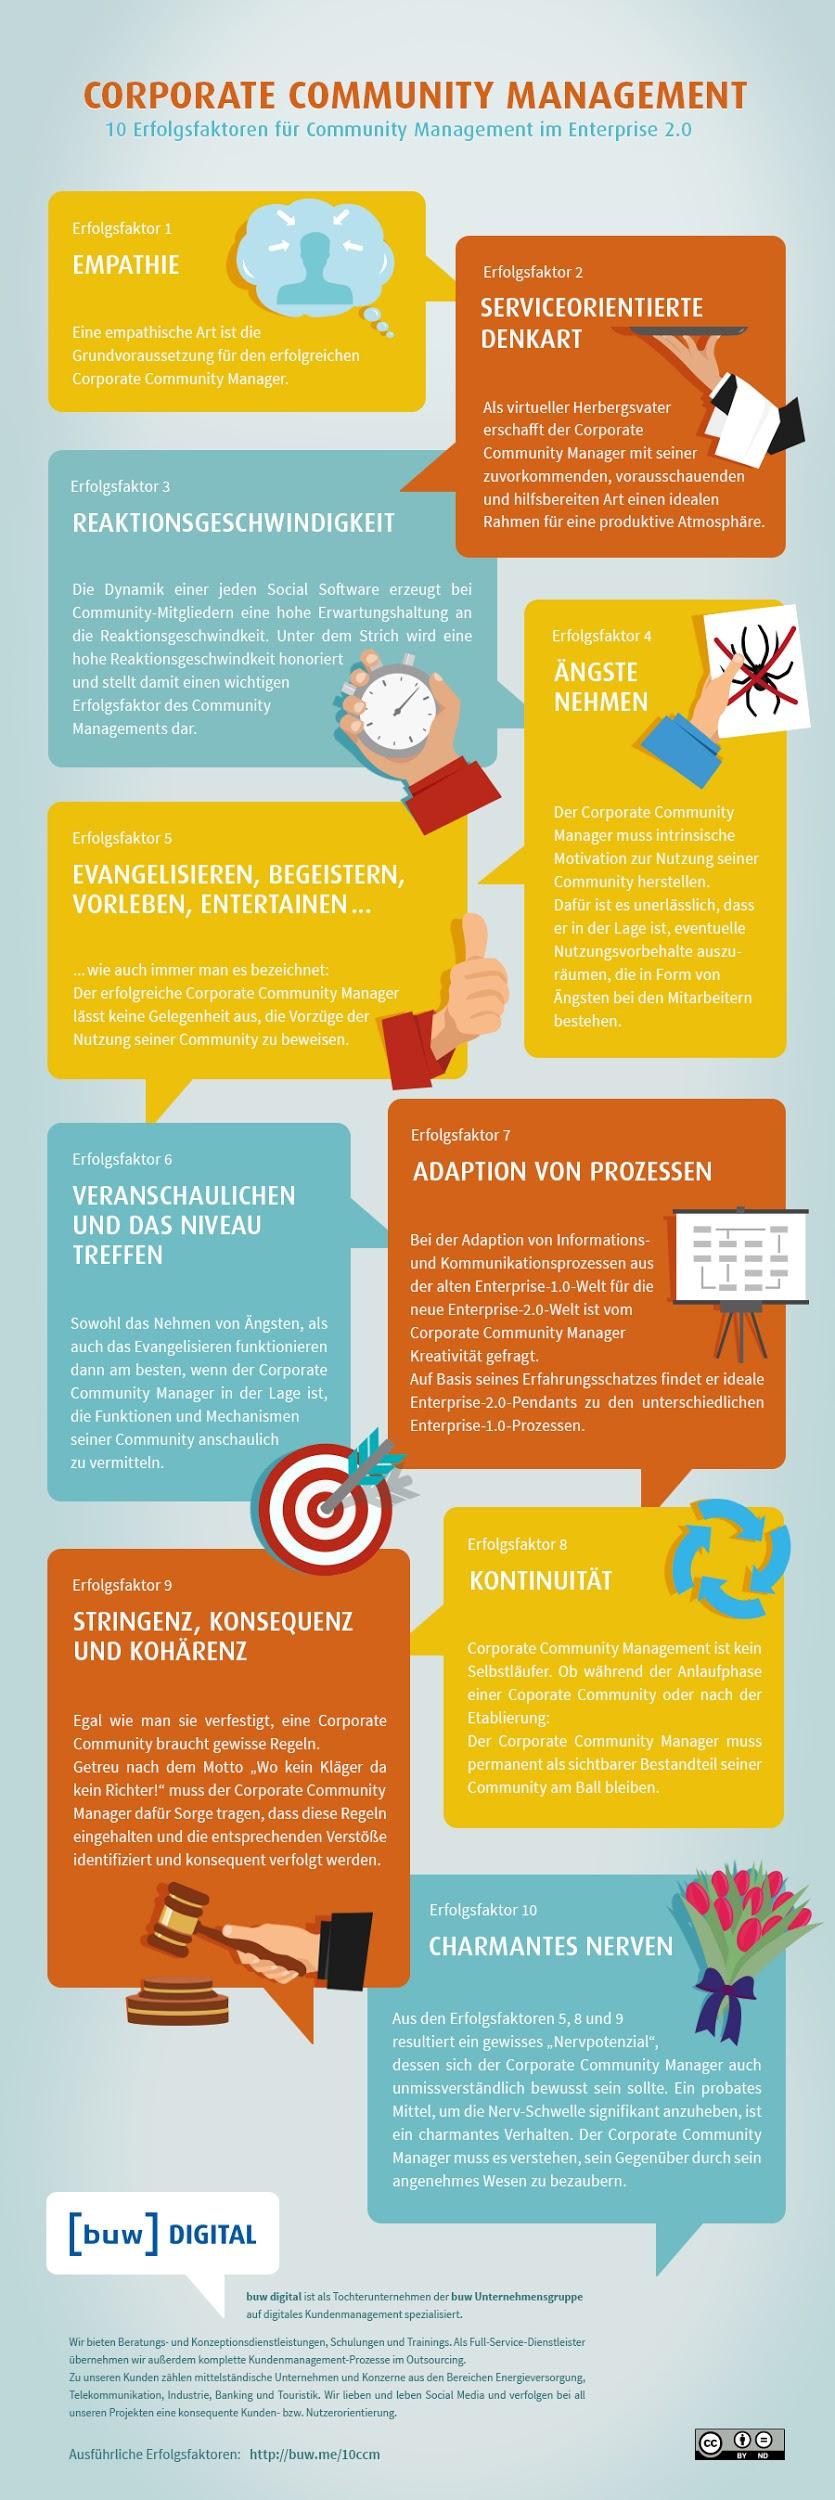 CORPORATE COMMUNITY MANAGEMENT
10 Erfolgsfaktoren für Community Management im Enterprise 2.0
Erfolgsfaktor 1
EMPATHIE
Eine empathische Art ist die
Grundvoraussetzung für den erfolgreichen
Corporate Community Manager.
Erfolgsfaktor 2
SERVICEORIENTIERTE
DENKART
Als virtueller Herbergsvater
erschafft der Corporate
Community Manager mit seiner
zuvorkommenden, vorausschauenden
und hilfsbereiten Art einen idealen
Rahmen für eine produktive Atmosphäre.
Erfolgsfaktor 3
REAKTIONSGESCHWINDIGKEIT
Die Dynamik einer jeden Social Software erzeugt bei
Community-Mitgliedern eine hohe Erwartungshaltung an
die Reaktionsgeschwindkeit. Unter dem Strich wird eine
hohe Reaktionsgeschwindkeit honoriert
und stellt damit einen wichtigen
Erfolgsfaktor des Community
Managements dar.
Erfolgsfaktor 4
ÄNGSTE
NEHMEN
Der Corporate Community
Manager muss intrinsische
Motivation zur Nutzung seiner
Community herstellen.
Dafür ist es unerlässlich, dass
er in der Lage ist, eventuelle
Nutzungsvorbehalte auszu-
räumen, die in Form von
Ängsten bei den Mitarbeitern
bestehen.
Erfolgsfaktor 5
EVANGELISIEREN, BEGEISTERN,
VORLEBEN, ENTERTAINEN ...
... wie auch immer man es bezeichnet:
Der erfolgreiche Corporate Community Manager
lässt keine Gelegenheit aus, die Vorzüge der
Nutzung seiner Community zu beweisen.
Erfolgsfaktor 6
VERANSCHAULICHEN
UND DAS NIVEAU
TREFFEN
Sowohl das Nehmen von Ängsten, als
auch das Evangelisieren funktionieren
dann am besten, wenn der Corporate
Community Manager in der Lage ist,
die Funktionen und Mechanismen
seiner Community anschaulich
zu vermitteln.
Erfolgsfaktor 7
ADAPTION VON PROZESSEN
Bei der Adaption von Informations-
und Kommunikationsprozessen aus
der alten Enterprise-1.0-Welt für die
neue Enterprise-2.0-Welt ist vom
Corporate Community Manager
Kreativität gefragt.
Auf Basis seines Erfahrungsschatzes findet er ideale
Enterprise-2.0-Pendants zu den unterschiedlichen
Enterprise-1.0-Prozessen.
Erfolgsfaktor 8
KONTINUITÄT
Corporate Community Management ist kein
Selbstläufer. Ob während der Anlaufphase
einer Coporate Community oder nach der
Etablierung:
Der Corporate Community Manager muss
permanent als sichtbarer Bestandteil seiner
Community am Ball bleiben.
Erfolgsfaktor 9
STRINGENZ, KONSEQUENZ
UND KOHÄRENZ
Egal wie man sie verfestigt, eine Corporate
Community braucht gewisse Regeln.
Getreu nach dem Motto „Wo kein Kläger da
kein Richter!“ muss der Corporate Community
Manager dafür Sorge tragen, dass diese Regeln
eingehalten und die entsprechenden Verstöße
identifiziert und konsequent verfolgt werden.
Erfolgsfaktor 10
CHARMANTES NERVEN
Aus den Erfolgsfaktoren 5, 8 und 9
resultiert ein gewisses „Nervpotenzial“,
dessen sich der Corporate Community Manager auch
unmissverständlich bewusst sein sollte. Ein probates
Mittel, um die Nerv-Schwelle signifikant anzuheben, ist
ein charmantes Verhalten. Der Corporate Community
Manager muss es verstehen, sein Gegenüber durch sein
angenehmes Wesen zu bezaubern.
[buw] DIGITAL
buw digital ist als Tochterunternehmen der buw Unternehmensgruppe
auf digitales Kundenmanagement spezialisiert.
Wir bieten Beratungs- und Konzeptionsdienstleistungen, Schulungen und Trainings. Als Full-Service-Dienstleister
übernehmen wir außerdem komplette Kundenmanagement-Prozesse im Outsourcing.
Zu unseren Kunden zählen mittelständische Unternehmen und Konzerne aus den Bereichen Energieversorgung,
Telekommunikation, Industrie, Banking und Touristik. Wir lieben und leben Social Media und verfolgen bei all
unseren Projekten eine konsequente Kunden- bzw. Nutzerorientierung.
Ausführliche Erfolgsfaktoren: http://buw.me/10ccm
cc
BY ND